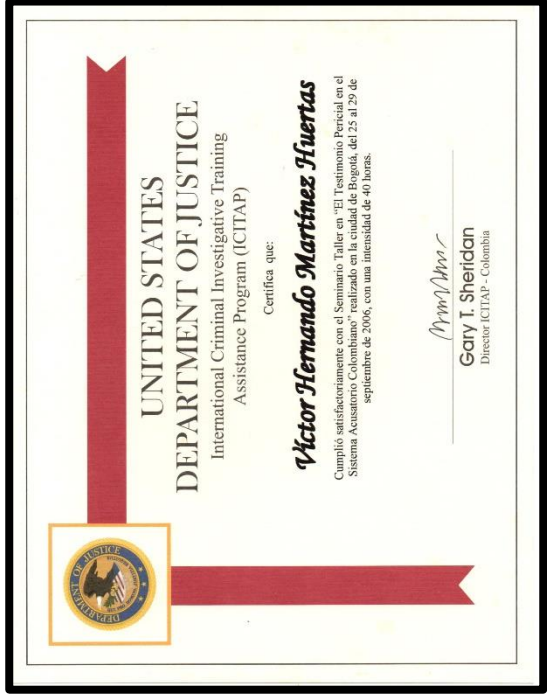 UNITED STATES
DEPARTMENT OF JUSTICE
International Criminal Investigative Training
Assistance Program (ICITAP)
Certifica que:
Víctor Hernando Martínez Huertas
Cumplió satisfactoriamente con el Seminario Taller en "El Testimonio Pericial en el
Sistema Acusatorio Colombiano" realizado en la ciudad de Bogotá, del 25 al 29 de
septiembre de 2006, con una intensidad de 40 horas.
Gary T. Sheridan
Director ICITAP - Colombia
DEPARTMENT OF JUSTICE